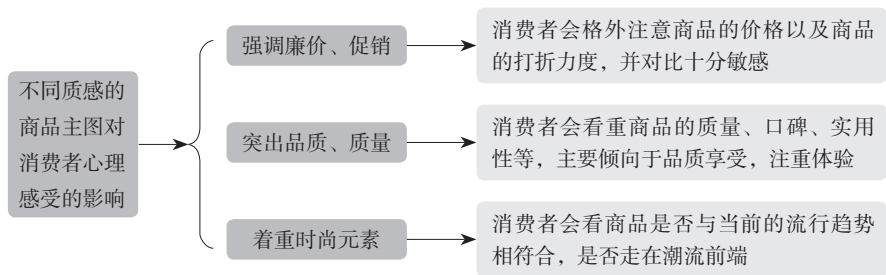 不同质感的
商品主图对
消费者心理
感受的影响
强调廉价、促销
消费者会格外注意商品的价格以及商品
的打折力度，并对比十分敏感
突出品质、质量
消费者会看重商品的质量、口碑、实用
性等，主要倾向于品质享受，注重体验
着重时尚元素
消费者会看商品是否与当前的流行趋势
相符合，是否走在潮流前端